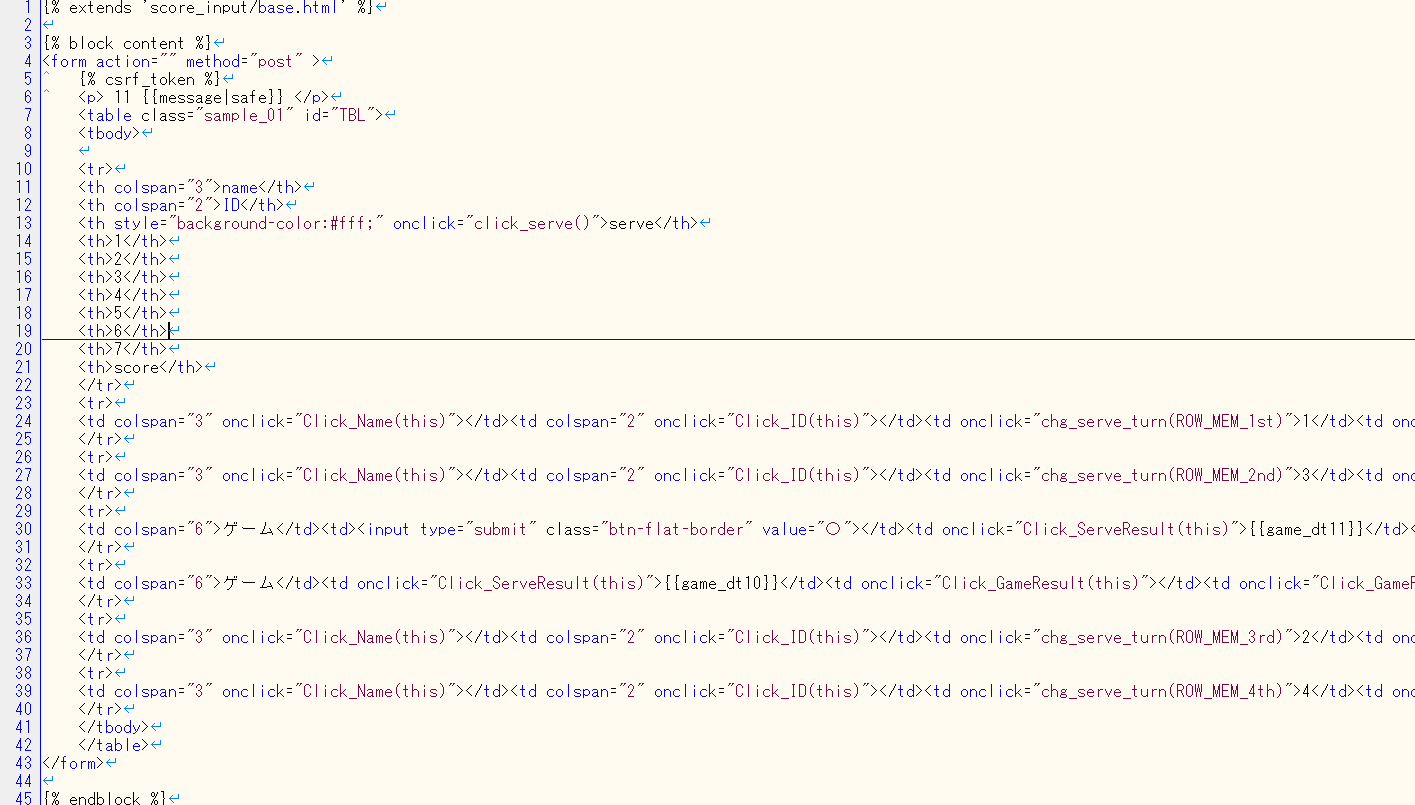 1 {% extends 'score_input/base.html' %}↵
2 ↵
3 {% block content %}↵
4 <form action="" method="post" >↵
5 ^ {% csrf_token %}↵
6 ^ <p> 11 {{message|safe}} </p>↵
7 <table class="sample_01" id="TBL">↵
8 <tbody>↵
9 ↵
10 <tr>↵
11 <th colspan="3">name</th>↵
12 <th colspan="2">ID</th>↵
13 <th style="background-color:#fff;" onclick="click_serve()">serve</th>↵
14 <th>1</th>↵
15 <th>2</th>↵
16 <th>3</th>↵
17 <th>4</th>↵
18 <th>5</th>↵
19 <th>6</th>↵
20 <th>7</th>↵
21 <th>score</th>↵
22 </tr>↵
23 <tr>↵
24 <td colspan="3" onclick="Click_Name(this)"></td><td colspan="2" onclick="Click_ID(this)"></td><td onclick="chg_serve_turn(ROW_MEM_1st)">1</td><td onc
25 </tr>↵
26 <tr>↵
27 <td colspan="3" onclick="Click_Name(this)"></td><td colspan="2" onclick="Click_ID(this)"></td><td onclick="chg_serve_turn(ROW_MEM_2nd)">3</td><td onc
28 </tr>↵
29 <tr>↵
30 <td colspan="6">ゲーム</td><td><input type="submit" class="btn-flat-border" value="〇"></td><td onclick="Click_ServeResult(this)">{{game_dt11}}</td><
31 </tr>↵
32 <tr>↵
33 <td colspan="6">ゲーム</td><td onclick="Click_ServeResult(this)">{{game_dt10}}</td><td onclick="Click_GameResult(this)"></td><td onclick="Click_GameR
34 </tr>↵
35 <tr>↵
36 <td colspan="3" onclick="Click_Name(this)"></td><td colspan="2" onclick="Click_ID(this)"></td><td onclick="chg_serve_turn(ROW_MEM_3rd)">2</td><td onc
37 </tr>↵
38 <tr>↵
39 <td colspan="3" onclick="Click_Name(this)"></td><td colspan="2" onclick="Click_ID(this)"></td><td onclick="chg_serve_turn(ROW_MEM_4th)">4</td><td onc
40 </tr>↵
41 </tbody>↵
42 </table>↵
43 </form>↵
44 ↵
45 {% endblock %}↵